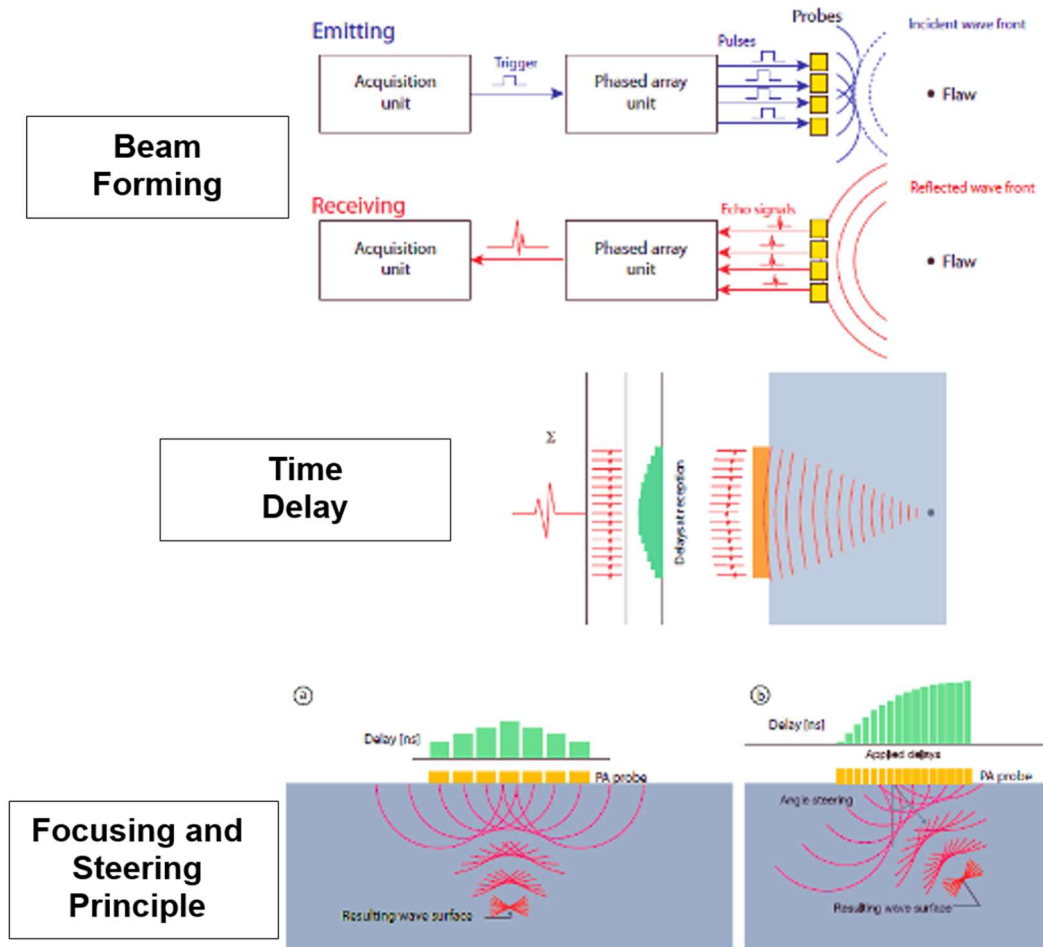 Beam
Forming
Emitting
Acquisition
unit
Trigger
Phased array
unit
Pulses
Probes
Incident wave front
Flaw
Receiving
Acquisition
unit
Phased array
unit
Echo signals
Reflected wave front
Flaw
Time
Delay
Σ
Delays at reception
Focusing and
Steering
Principle
a
Delay [ns]
PA probe
Resulting wave surface
b
Delay [ns]
Applied delays
PA probe
Angle steering
Resulting wave surface